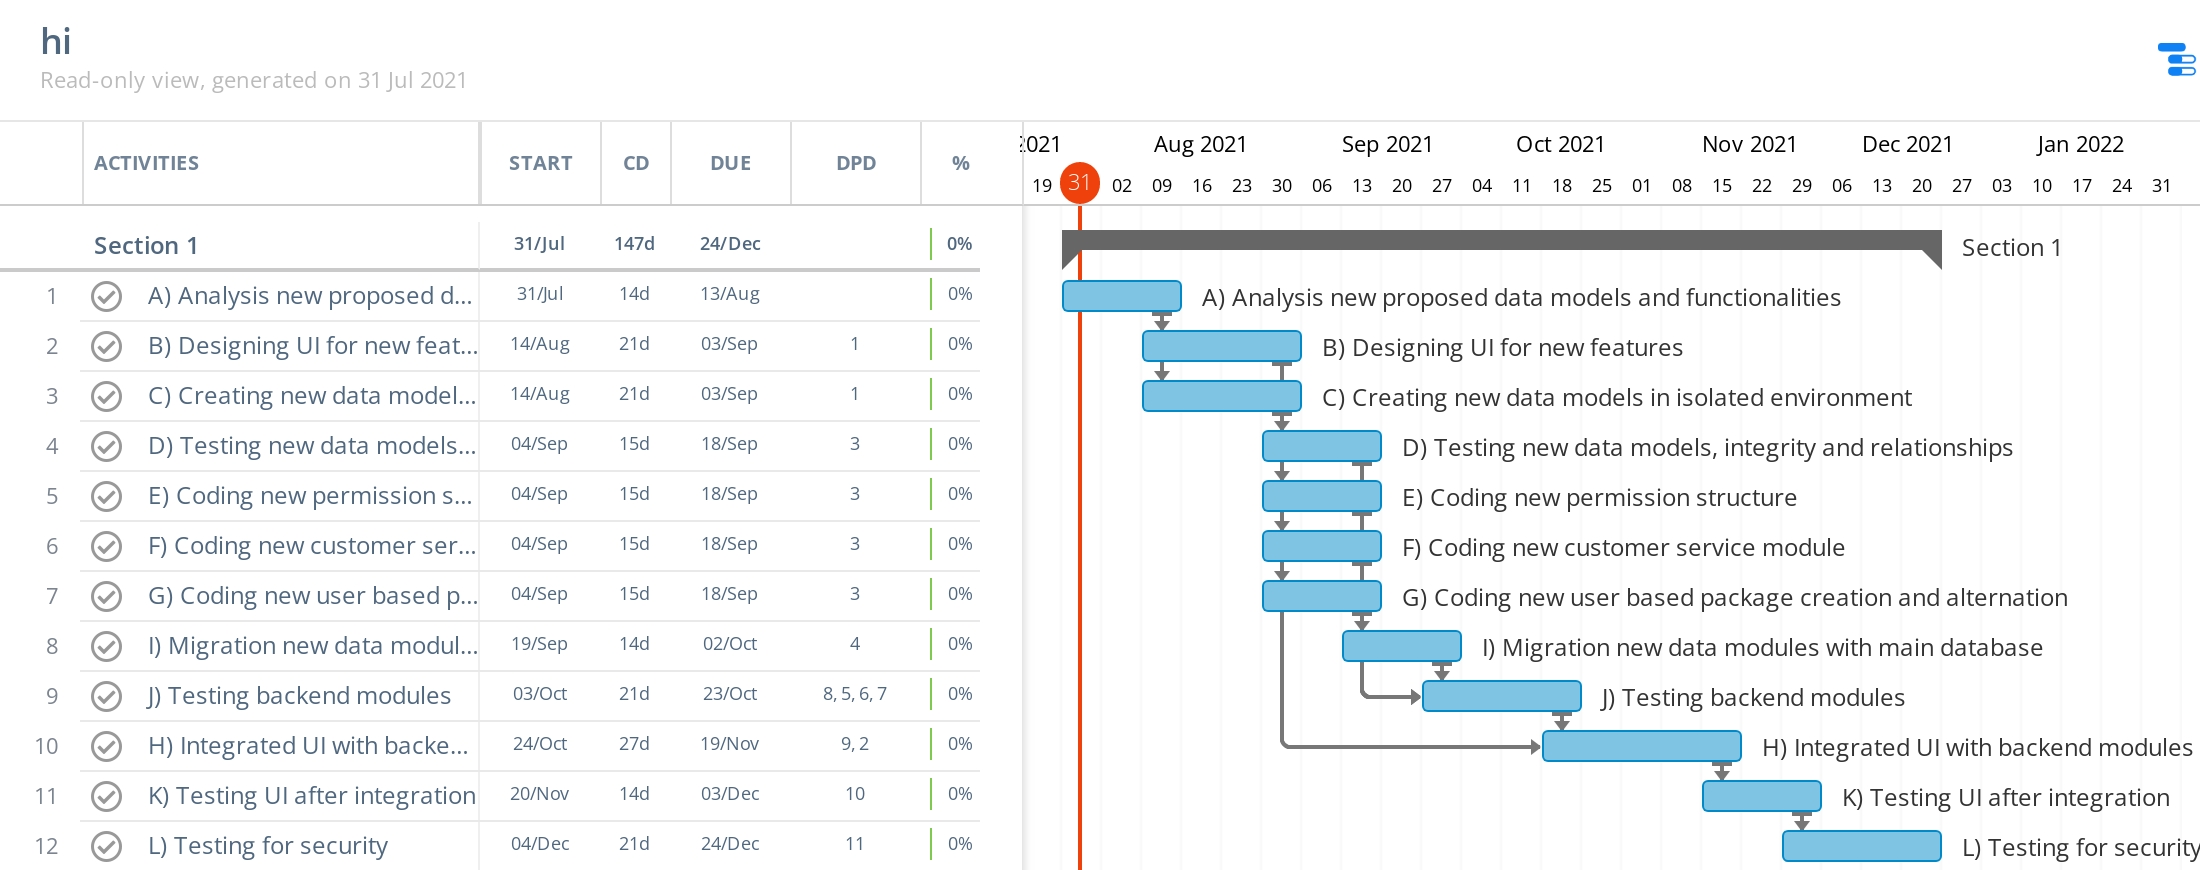 hi
Read-only view, generated on 31 Jul 2021
ACTIVITIES START CD DUE DPD %
2021 Aug 2021 Sep 2021 Oct 2021 Nov 2021 Dec 2021 Jan 2022
19 31 02 09 16 23 30 06 13 20 27 04 11 18 25 01 08 15 22 29 06 13 20 27 03 10 17 24 31
Section 1 31/Jul 147d 24/Dec 0% Section 1
1 A) Analysis new proposed d... 31/Jul 14d 13/Aug 0% A) Analysis new proposed data models and functionalities
2 B) Designing UI for new feat... 14/Aug 21d 03/Sep 1 0% B) Designing UI for new features
3 C) Creating new data model... 14/Aug 21d 03/Sep 1 0% C) Creating new data models in isolated environment
4 D) Testing new data models... 04/Sep 15d 18/Sep 3 0% D) Testing new data models, integrity and relationships
5 E) Coding new permission s... 04/Sep 15d 18/Sep 3 0% E) Coding new permission structure
6 F) Coding new customer ser... 04/Sep 15d 18/Sep 3 0% F) Coding new customer service module
7 G) Coding new user based p... 04/Sep 15d 18/Sep 3 0% G) Coding new user based package creation and alternation
8 I) Migration new data modul... 19/Sep 14d 02/Oct 4 0% I) Migration new data modules with main database
9 J) Testing backend modules 03/Oct 21d 23/Oct 8, 5, 6, 7 0% J) Testing backend modules
10 H) Integrated UI with backe... 24/Oct 27d 19/Nov 9, 2 0% H) Integrated UI with backend modules
11 K) Testing UI after integration 20/Nov 14d 03/Dec 10 0% K) Testing UI after integration
12 L) Testing for security 04/Dec 21d 24/Dec 11 0% L) Testing for security